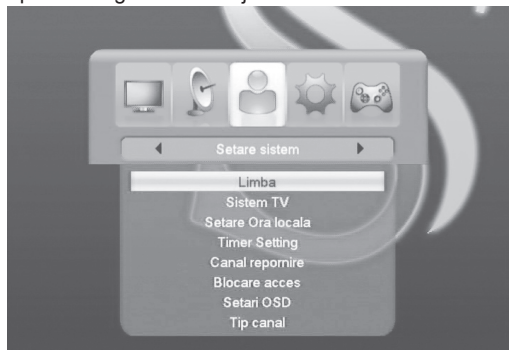 Setare sistem
Limba
Sistem TV
Setare Ora locala
Timer Setting
Canal repornire
Blocare acces
Setari OSD
Tip canal